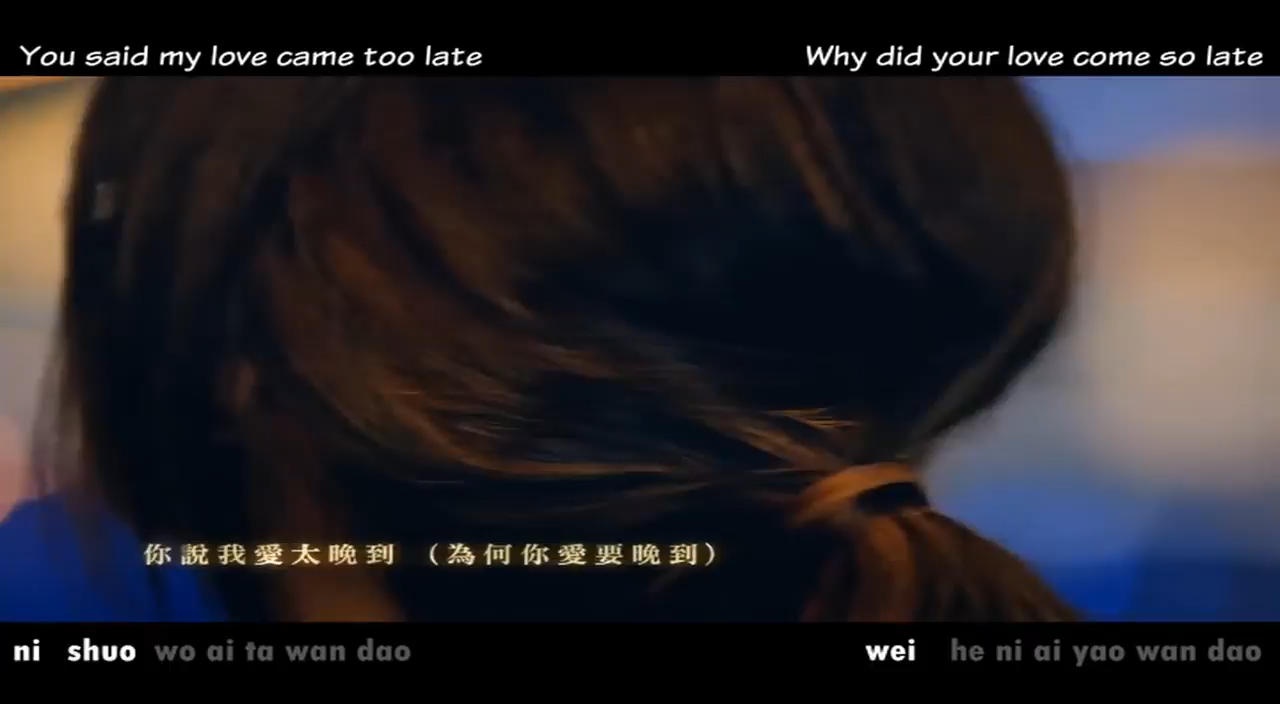 You said my love came too late
Why did your love come so late
你說我愛太晚到 (為何你愛要晚到)
ni shuo wo ai ta wan dao
wei he ni ai yao wan dao